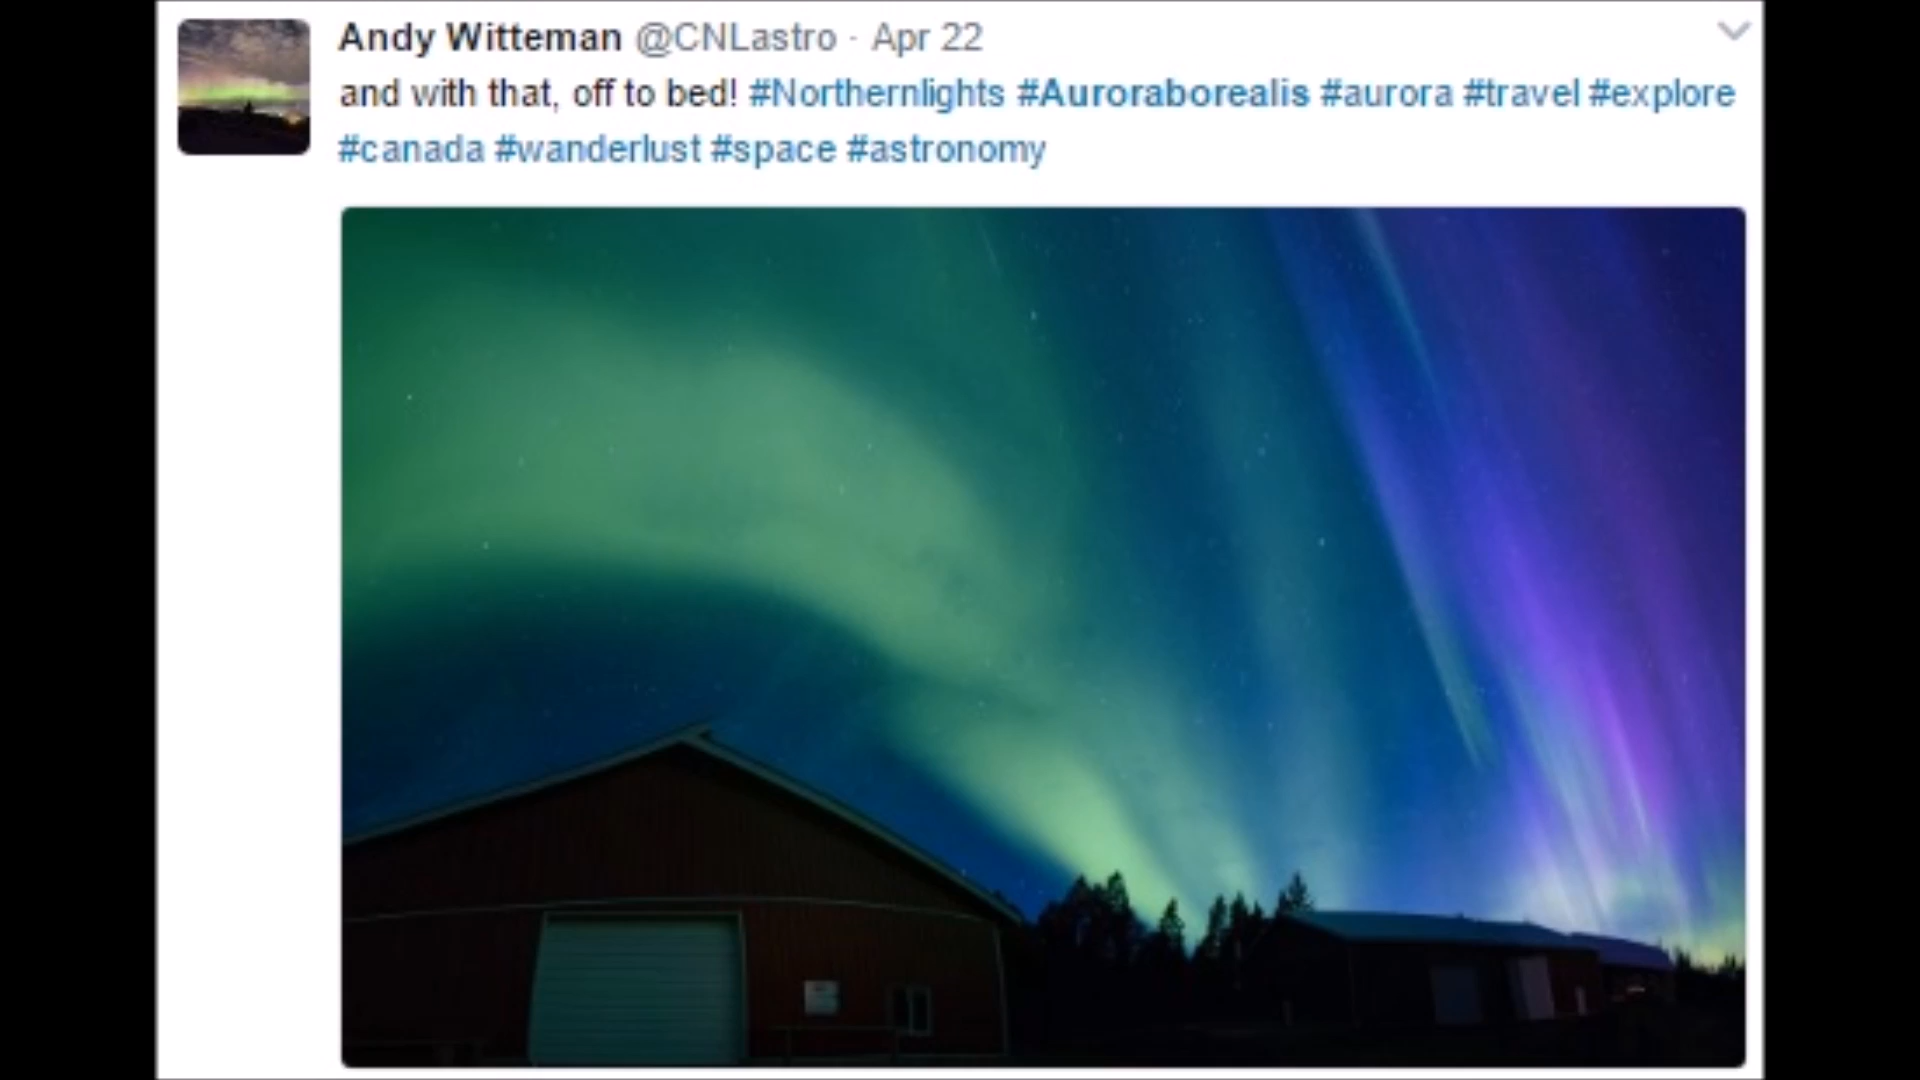 Andy Witteman @CNLastro · Apr 22
and with that, off to bed! #Northernlights #Auroraborealis #aurora #travel #explore
#canada #wanderlust #space #astronomy